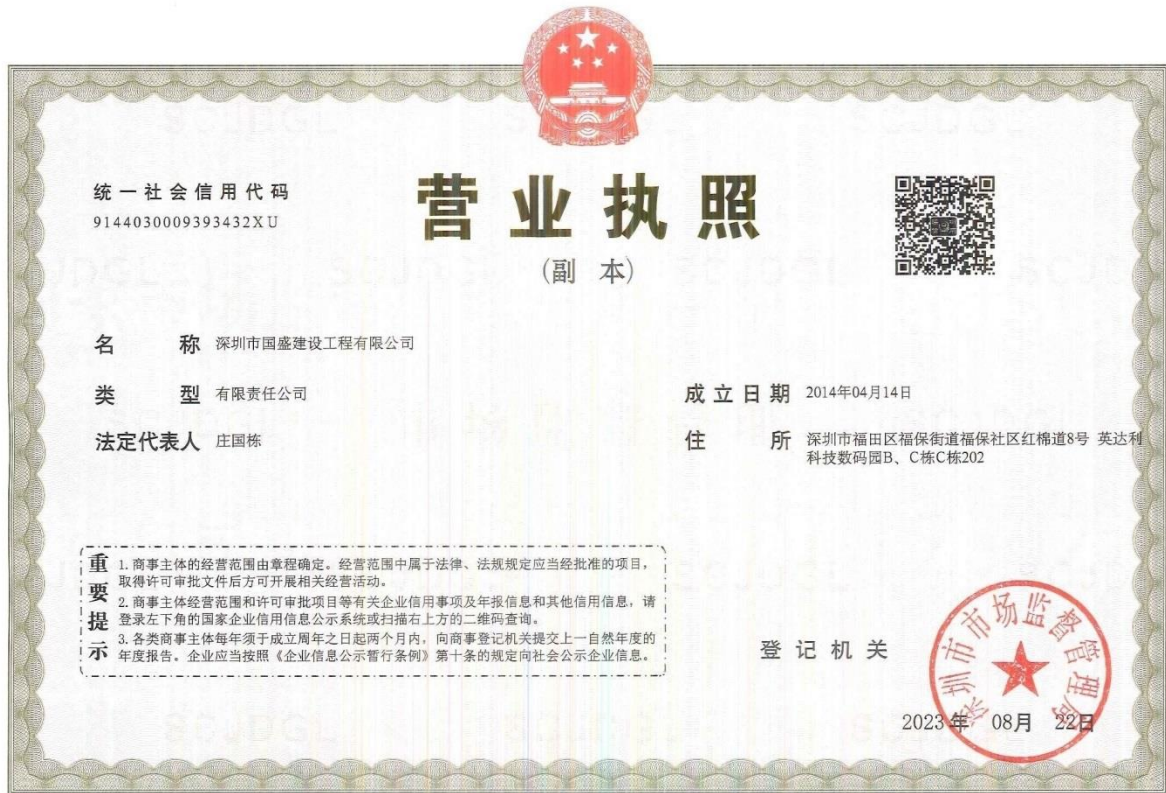 统一社会信用代码
9144030009393432XU
营业执照
(副 本)
名 称 深圳市国盛建设工程有限公司
类 型 有限责任公司
法定代表人 庄国栋
成立日期 2014年04月14日
住 所 深圳市福田区福保街道福保社区红棉道8号 英达利
科技数码园B、C栋C栋202
重要提示
1. 商事主体的经营范围由章程确定。经营范围中属于法律、法规规定应当经批准的项目，
取得许可审批文件后方可开展相关经营活动。
2. 商事主体经营范围和许可审批项目等有关企业信用事项及年报信息和其他信用信息，请
登录左下角的国家企业信用信息公示系统或扫描右上方的二维码查询。
3. 各类商事主体每年须于成立周年之日起两个月内，向商事登记机关提交上一自然年度的
年度报告。企业应当按照《企业信息公示暂行条例》第十条的规定向社会公示企业信息。
登记机关
深圳市市场监督管理局
2023年 08月 22日